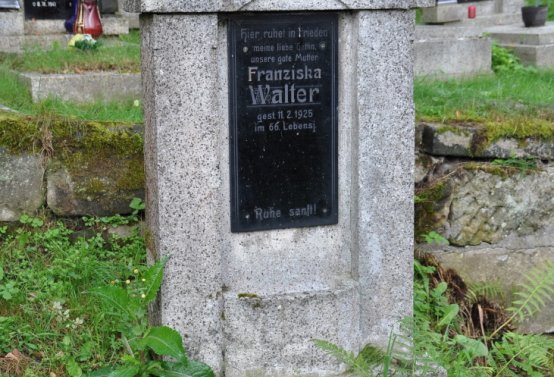 Hier ruhet in Frieden
meine liebe Gattin,
unsere gute Mutter
Franziska
Walter
gest 11.2.1925
im 66. Lebensj.
Ruhe sanft!